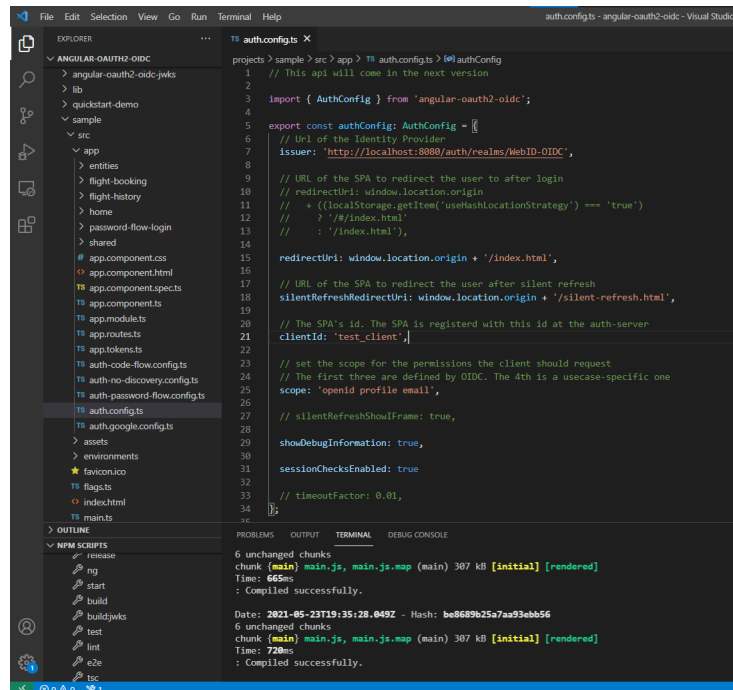 File Edit Selection View Go Run Terminal Help
auth.config.ts - angular-oauth2-oidc - Visual Studio
EXPLORER
ANGULAR-OAUTH2-OIDC
angular-oauth2-oidc-jwks
lib
quickstart-demo
sample
src
app
entities
flight-booking
flight-history
home
password-flow-login
shared
# app.component.css
<> app.component.html
TS app.component.spec.ts
TS app.component.ts
TS app.module.ts
TS app.routes.ts
TS app.tokens.ts
TS auth-code-flow.config.ts
TS auth-no-discovery.config.ts
TS auth-password-flow.config.ts
TS auth.config.ts
TS auth.google.config.ts
assets
environments
favicon.ico
TS flags.ts
<> index.html
TS main.ts
OUTLINE
NPM SCRIPTS
release
ng
start
build
build:jwks
test
lint
e2e
tsc
TS auth.config.ts ×
projects > sample > src > app > TS auth.config.ts > authConfig
1 // This api will come in the next version
2
3 import { AuthConfig } from 'angular-oauth2-oidc';
4
5 export const authConfig: AuthConfig = {
6 // Url of the Identity Provider
7 issuer: 'http://localhost:8080/auth/realms/WebID-OIDC',
8
9 // URL of the SPA to redirect the user to after login
10 // redirectUri: window.location.origin
11 // + ((localStorage.getItem('useHashLocationStrategy') === 'true')
12 // ? '/#/index.html'
13 // : '/index.html'),
14
15 redirectUri: window.location.origin + '/index.html',
16
17 // URL of the SPA to redirect the user after silent refresh
18 silentRefreshRedirectUri: window.location.origin + '/silent-refresh.html',
19
20 // The SPA's id. The SPA is registerd with this id at the auth-server
21 clientId: 'test_client',
22
23 // set the scope for the permissions the client should request
24 // The first three are defined by OIDC. The 4th is a usecase-specific one
25 scope: 'openid profile email',
26
27 // silentRefreshShowIFrame: true,
28
29 showDebugInformation: true,
30
31 sessionChecksEnabled: true
32
33 // timeoutFactor: 0.01,
34 };
35
PROBLEMS OUTPUT TERMINAL DEBUG CONSOLE
6 unchanged chunks
chunk {main} main.js, main.js.map (main) 307 kB [initial] [rendered]
Time: 665ms
: Compiled successfully.
Date: 2021-05-23T19:35:28.049Z - Hash: be8689b25a7aa93ebb56
6 unchanged chunks
chunk {main} main.js, main.js.map (main) 307 kB [initial] [rendered]
Time: 720ms
: Compiled successfully.
1